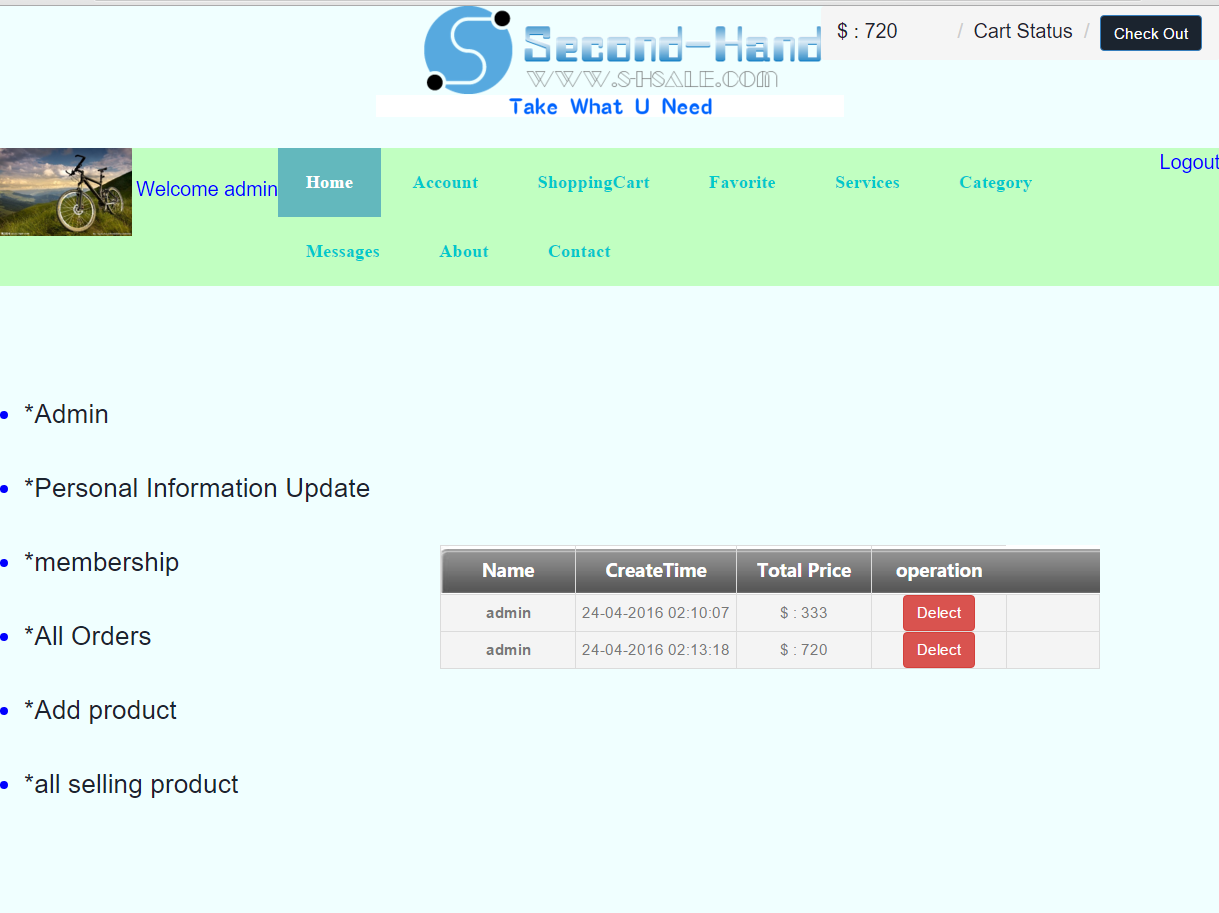 Second-Hand
WWW.S-HSALE.COM
Take What U Need
$ : 720 / Cart Status / Check Out
Welcome admin Home Account ShoppingCart Favorite Services Category Logout
Messages About Contact
*Admin
*Personal Information Update
*membership
*All Orders
*Add product
*all selling product
Name CreateTime Total Price operation
admin 24-04-2016 02:10:07 $ : 333 Delect
admin 24-04-2016 02:13:18 $ : 720 Delect